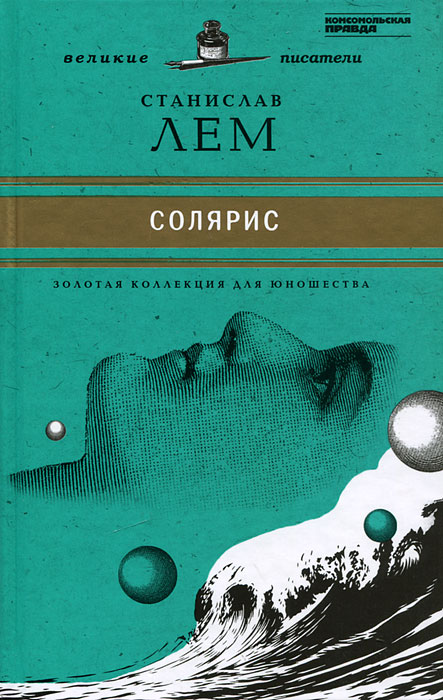 КОМСОМОЛЬСКАЯ
ПРАВДА
великие писатели
СТАНИСЛАВ
ЛЕМ
СОЛЯРИС
ЗОЛОТАЯ КОЛЛЕКЦИЯ ДЛЯ ЮНОШЕСТВА